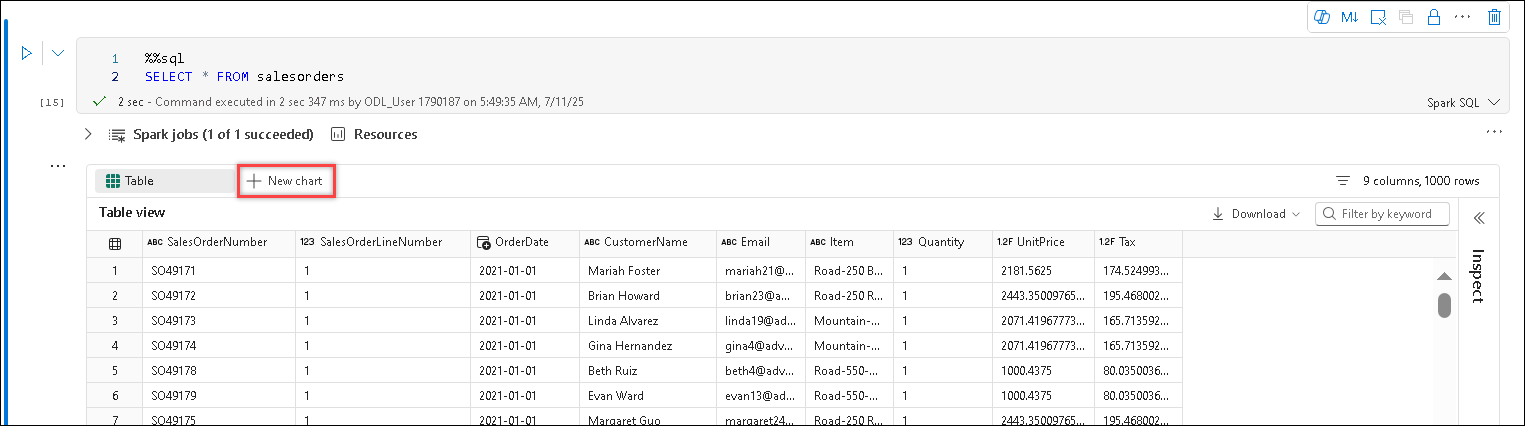 M↓
1 %%sql
2 SELECT * FROM salesorders
[15] 2 sec - Command executed in 2 sec 347 ms by ODL_User 1790187 on 5:49:35 AM, 7/11/25 Spark SQL
Spark jobs (1 of 1 succeeded) Resources
Table New chart 9 columns, 1000 rows
Table view Download Filter by keyword
ABC SalesOrderNumber 123 SalesOrderLineNumber OrderDate ABC CustomerName ABC Email ABC Item 123 Quantity 1.2F UnitPrice 1.2F Tax
1 SO49171 1 2021-01-01 Mariah Foster mariah21@... Road-250 B... 1 2181.5625 174.524993...
2 SO49172 1 2021-01-01 Brian Howard brian23@a... Road-250 R... 1 2443.35009765... 195.468002...
3 SO49173 1 2021-01-01 Linda Alvarez linda19@ad... Mountain-... 1 2071.41967773... 165.713592...
4 SO49174 1 2021-01-01 Gina Hernandez gina4@adv... Mountain-... 1 2071.41967773... 165.713592...
5 SO49178 1 2021-01-01 Beth Ruiz beth4@adv... Road-550-... 1 1000.4375 80.0350036...
6 SO49179 1 2021-01-01 Evan Ward evan13@ad... Road-550-... 1 1000.4375 80.0350036...
7 SO49175 1 2021-01-01 Margaret Guo margaret24... Road-250 R... 1 2443.35009765... 195.468002...
Inspect